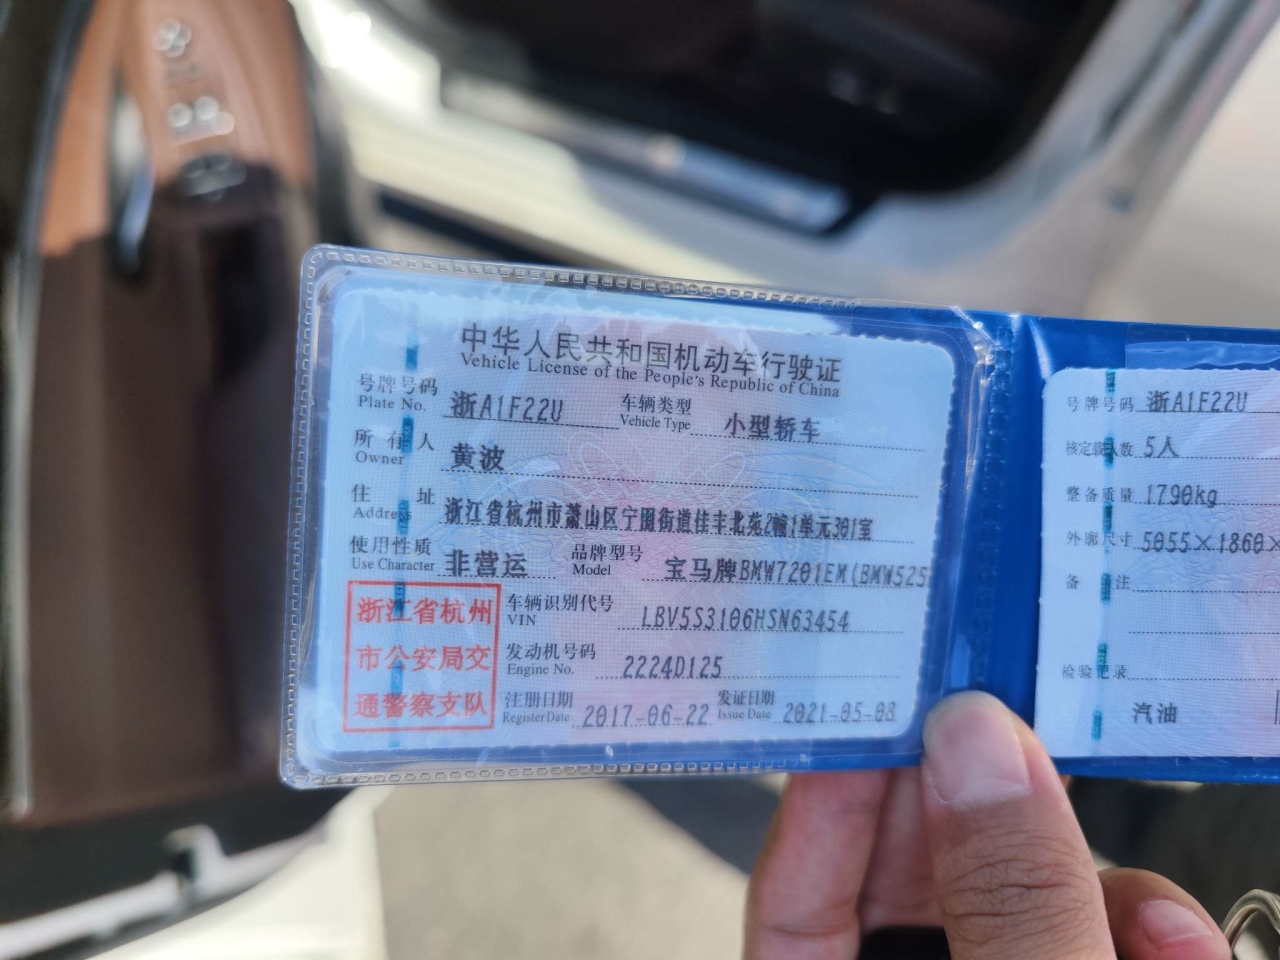 中华人民共和国机动车行驶证
Vehicle License of the People's Republic of China
号牌号码 浙A1F22U 车辆类型 小型轿车
Plate No. Vehicle Type
所有人 黄波
Owner
住址 浙江省杭州市萧山区宁围街道佳丰北苑2幢1单元301室
Address
使用性质 非营运 品牌型号 宝马牌BMW7201EM(BMW525
Use Character Model
浙江省杭州
市公安局交
通警察支队
车辆识别代号 LBV5S3106HSN63454
VIN
发动机号码 2224D125
Engine No.
注册日期 2017-06-22 发证日期 2021-05-08
Register Date Issue Date
号牌号码 浙A1F22U
核定载人数 5人
整备质量 1790kg
外廓尺寸 5055×1860×
备注
检验记录
汽油